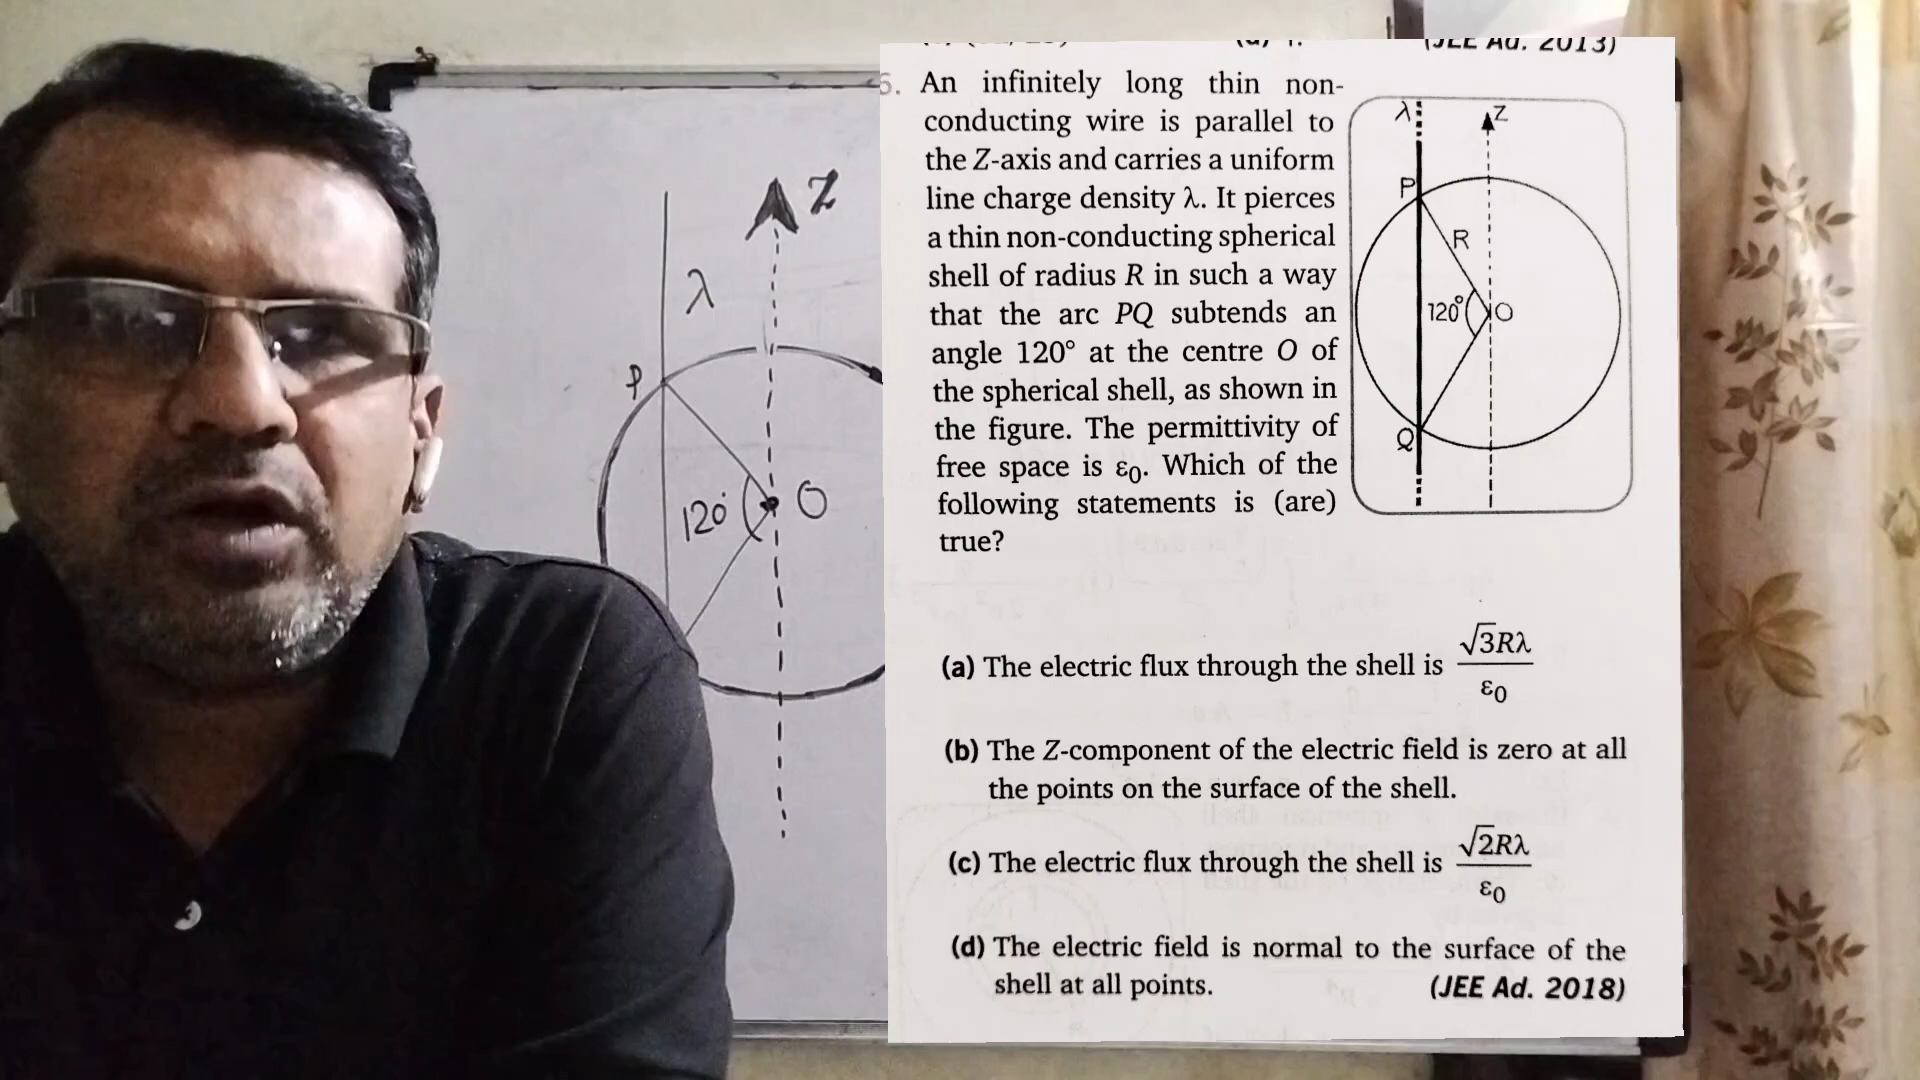 (JEE Ad. 2013)
6. An infinitely long thin non-
conducting wire is parallel to
the Z-axis and carries a uniform
line charge density λ. It pierces
a thin non-conducting spherical
shell of radius R in such a way
that the arc PQ subtends an
angle 120° at the centre O of
the spherical shell, as shown in
the figure. The permittivity of
free space is ε₀. Which of the
following statements is (are)
true?
λ Z
P
R
120° O
Q
(a) The electric flux through the shell is √3Rλ/ε₀
(b) The Z-component of the electric field is zero at all
the points on the surface of the shell.
(c) The electric flux through the shell is √2Rλ/ε₀
(d) The electric field is normal to the surface of the
shell at all points. (JEE Ad. 2018)
Z
λ
P
120° O